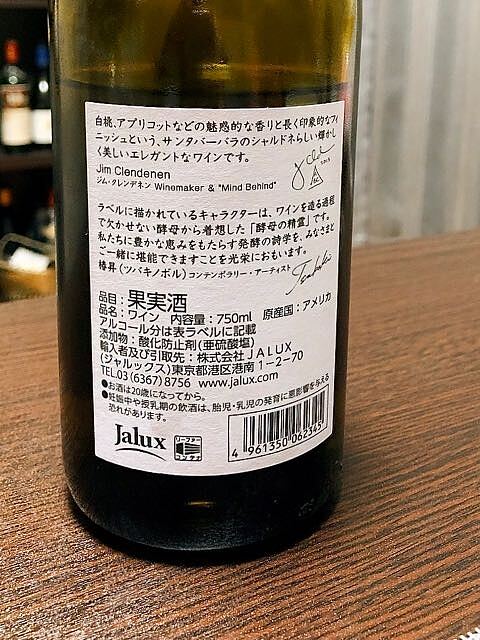 白桃、アプリコットなどの魅惑的な香りと長く印象的なフィ
ニッシュという、サンタバーバラのシャルドネらしい輝かし
く美しいエレガントなワインです。
Jim Clendenen
ジム・クレンデネン Winemaker & "Mind Behind"
ラベルに描かれているキャラクターは、ワインを造る過程
で欠かせない酵母から着想した「酵母の精霊」です。
私たちに豊かな恵みをもたらす発酵の詩学を、みなさまと
ご一緒に堪能できますことを光栄におもいます。
椿昇(ツバキノボル)コンテンポラリー・アーティスト
品目:果実酒
品名:ワイン 内容量:750ml 原産国:アメリカ
アルコール分は表ラベルに記載
添加物:酸化防止剤(亜硫酸塩)
輸入者及び引取先:株式会社JALUX
(ジャルックス)東京都港区港南1-2-70
TEL.03(6367)8756 www.jalux.com
●お酒は20歳になってから。
●妊娠中や授乳期の飲酒は、胎児・乳児の発育に悪影響を与える
恐れがあります。
Jalux
リーファー
コンテナ
4 961350 062345